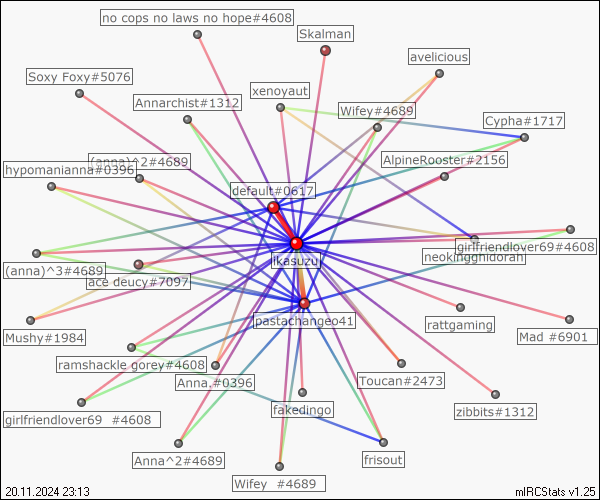 no cops no laws no hope#4608
Skalman
avelicious
Soxy Foxy#5076
xenoyaut
Annarchist#1312
Wifey#4689
Cypha#1717
(anna)^2#4689
AlpineRooster#2156
hypomanianna#0396
default#0617
girlfriendlover69#4608
neokingghidorah
ikasuzu
(anna)^3#4689
ace deucy#7097
pastachangeo41
rattgaming
Mushy#1984
Mad #6901
ramshackle gorey#4608
Anna.#0396
Toucan#2473
fakedingo
zibbits#1312
girlfriendlover69 #4608
Anna^2#4689
frisout
Wifey #4689
20.11.2024 23:13
mIRCStats v1.25